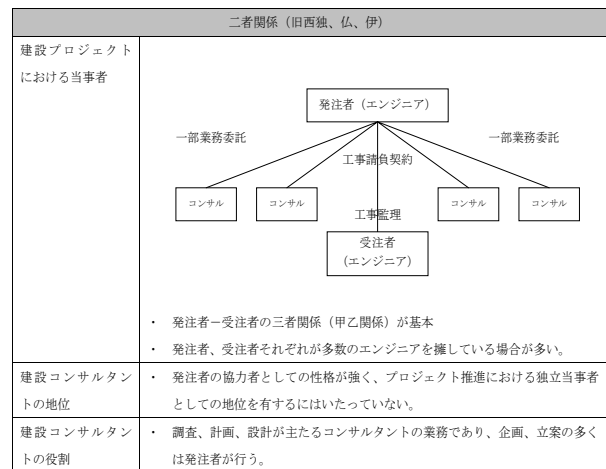 二者関係（旧西独、仏、伊）
建設プロジェクト
における当事者
発注者（エンジニア）
一部業務委託
一部業務委託
工事請負契約
コンサル
コンサル
コンサル
コンサル
工事監理
受注者
（エンジニア）
・ 発注者－受注者の三者関係（甲乙関係）が基本
・ 発注者、受注者それぞれが多数のエンジニアを擁している場合が多い。
建設コンサルタン
トの地位
・ 発注者の協力者としての性格が強く、プロジェクト推進における独立当事者
としての地位を有するにはいたっていない。
建設コンサルタン
トの役割
・ 調査、計画、設計が主たるコンサルタントの業務であり、企画、立案の多く
は発注者が行う。